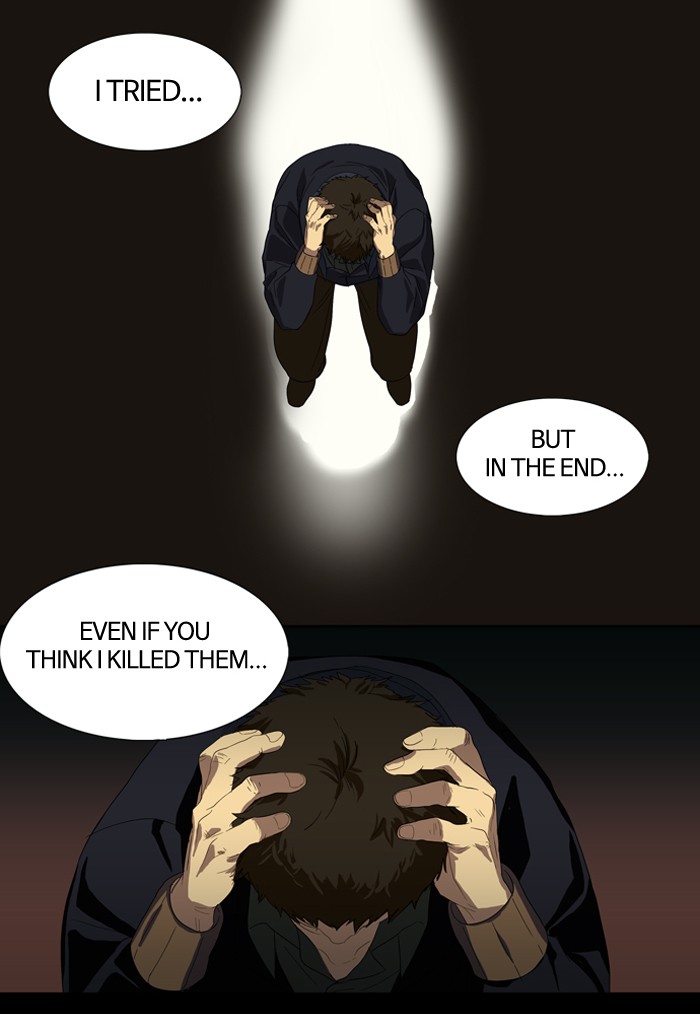 I TRIED...
BUT
IN THE END...
EVEN IF YOU
THINK I KILLED THEM...